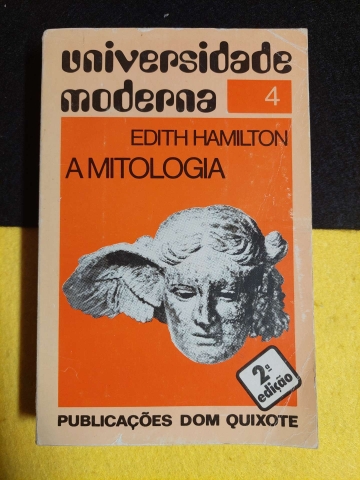 universidade
moderna 4
EDITH HAMILTON
A MITOLOGIA
2ª
edição
PUBLICAÇÕES DOM QUIXOTE